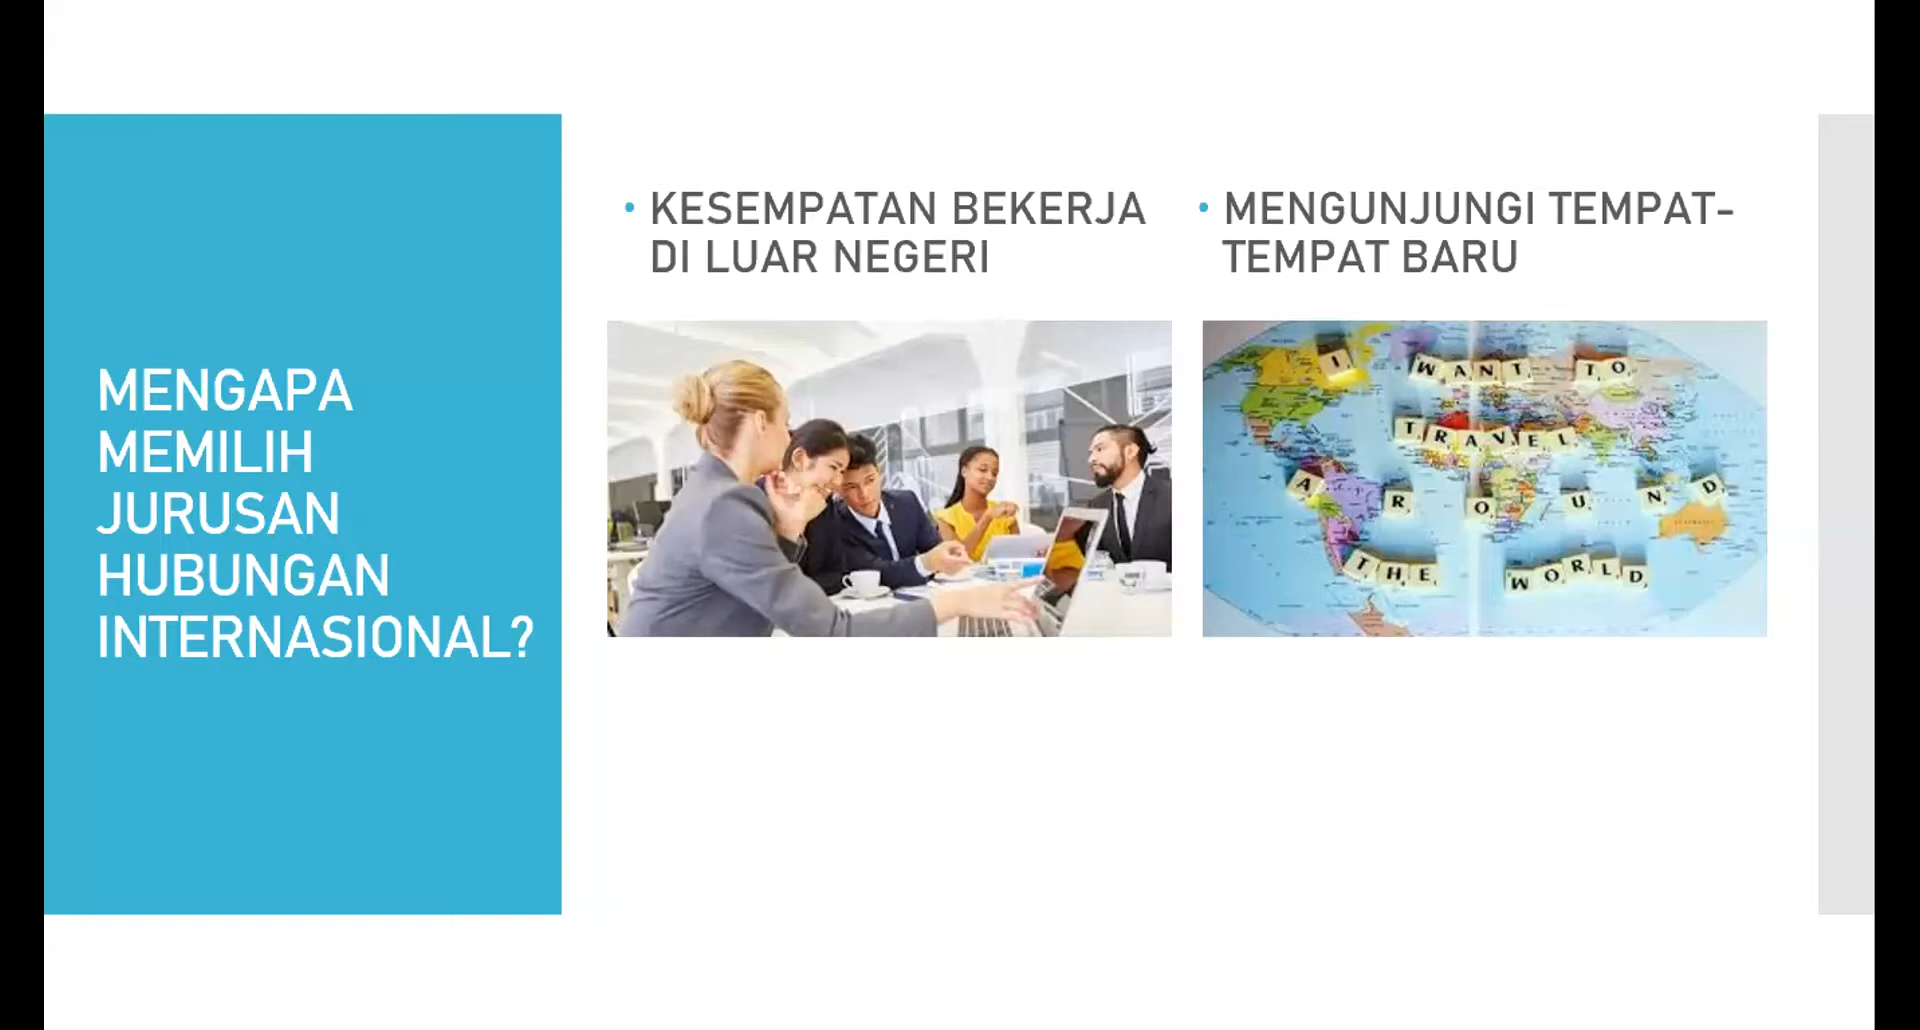 MENGAPA
MEMILIH
JURUSAN
HUBUNGAN
INTERNASIONAL?
• KESEMPATAN BEKERJA
DI LUAR NEGERI
• MENGUNJUNGI TEMPAT-
TEMPAT BARU
I WANT TO
TRAVEL
AROUND
THE WORLD